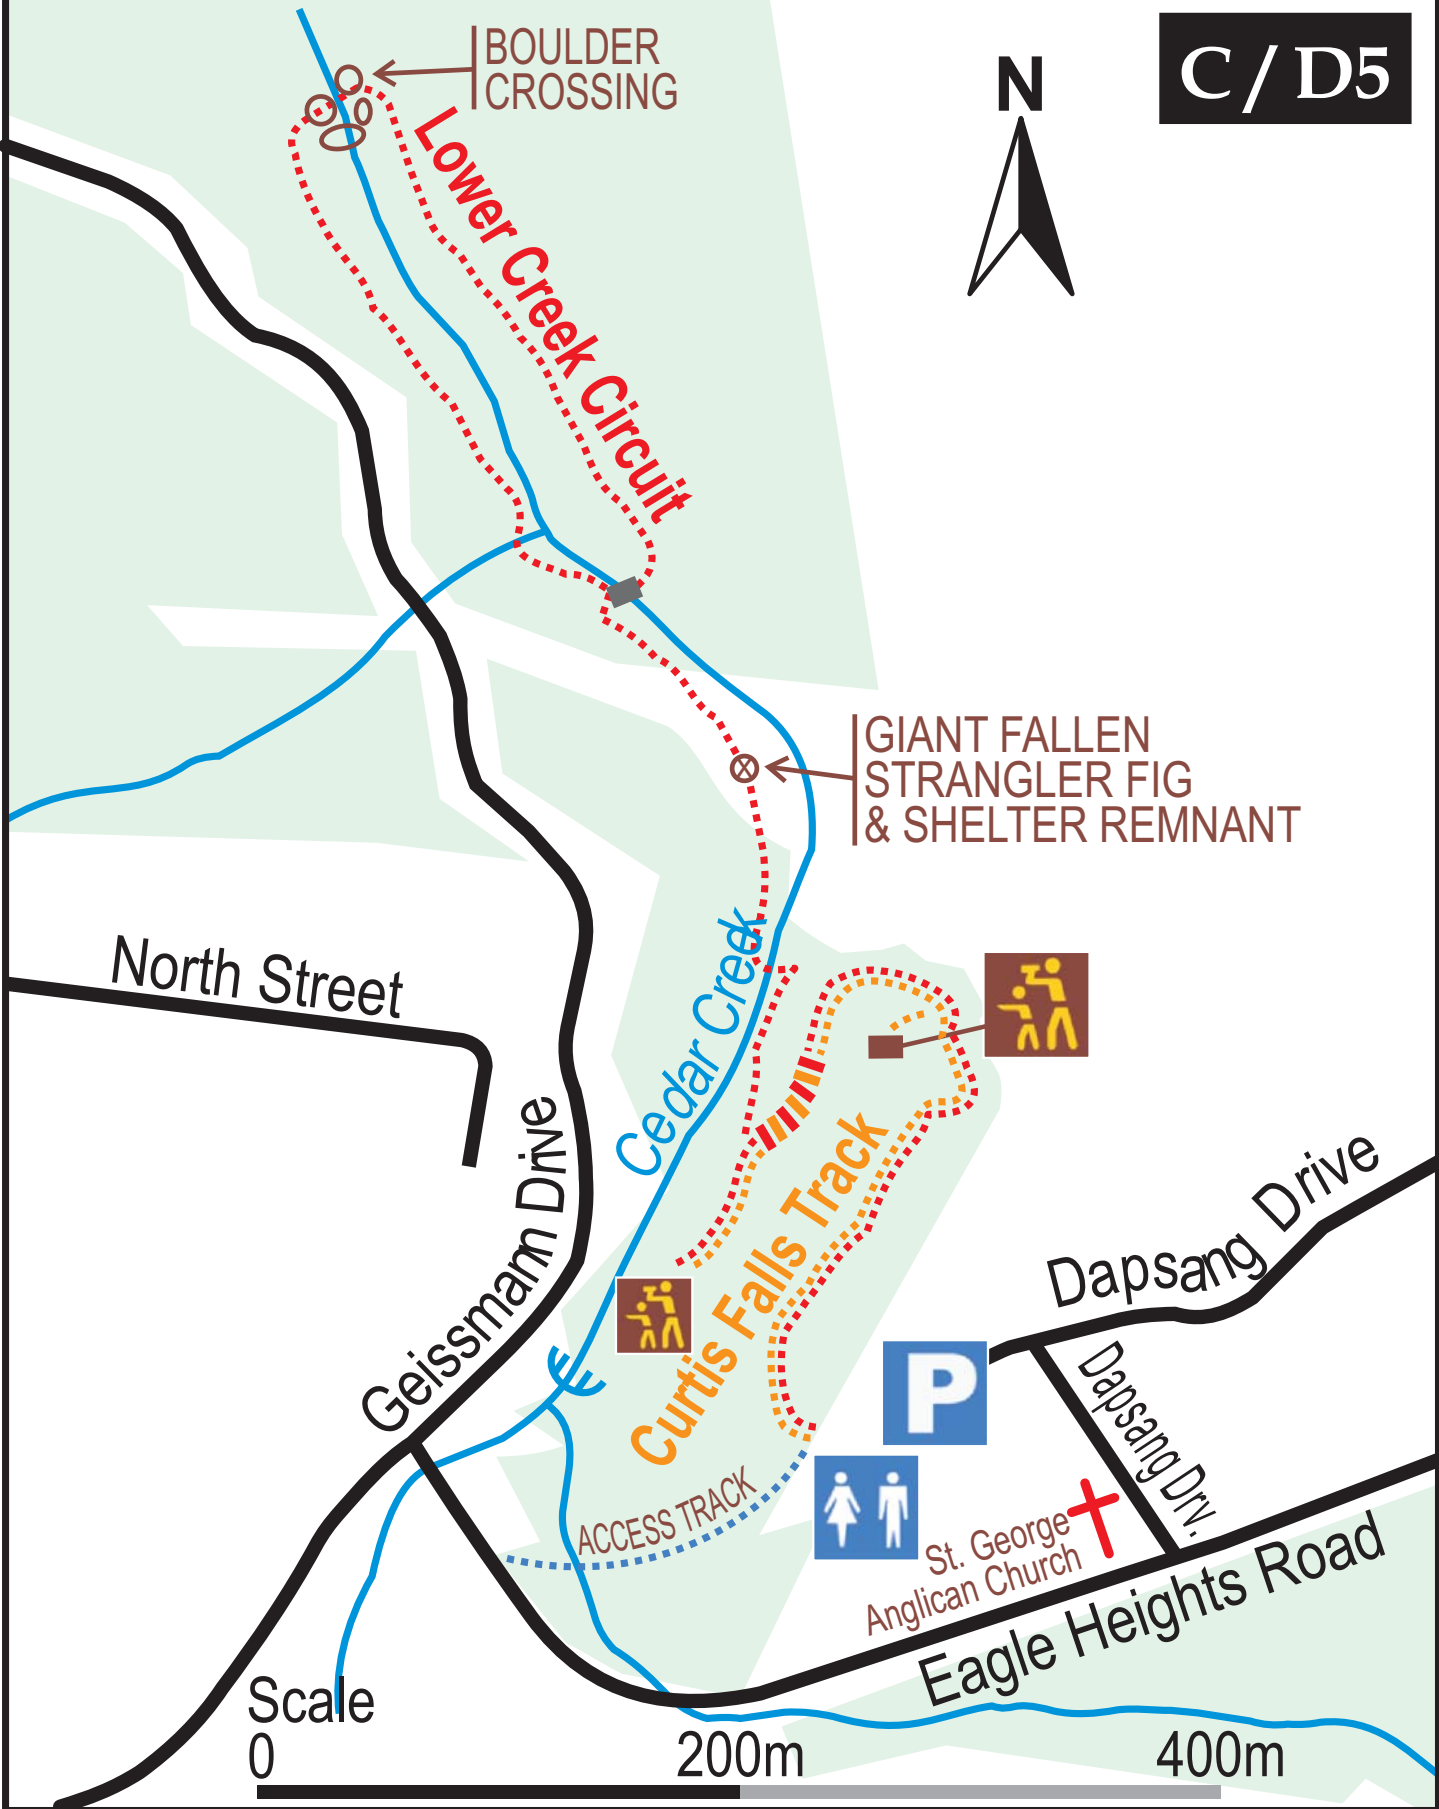 BOULDER
CROSSING
N
C / D5
Lower Creek Circuit
GIANT FALLEN
STRANGLER FIG
& SHELTER REMNANT
North Street
Cedar Creek
Geissmann Drive
Curtis Falls Track
Dapsang Drive
P
Dapsang Drv.
ACCESS TRACK
St. George
Anglican Church
Eagle Heights Road
Scale
0 200m 400m